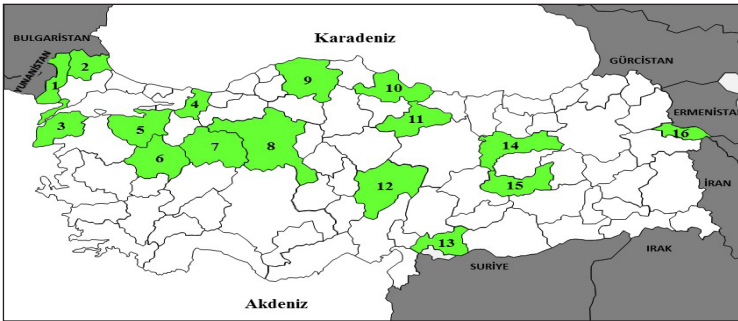 BULGARİSTAN
Karadeniz
YUNANİSTAN
GÜRCİSTAN
ERMENİSTAN
İRAN
IRAK
SURİYE
Akdeniz
1
2
3
4
5
6
7
8
9
10
11
12
13
14
15
16